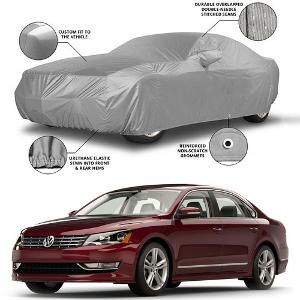 CUSTOM FIT TO
THE VEHICLE
DURABLE OVERLAPPED
DOUBLE-NEEDLE
STITCHED SEAMS
URETHANE ELASTIC
SEWN INTO FRONT
& REAR HEMS
REINFORCED
NON-SCRATCH
GROMMETS